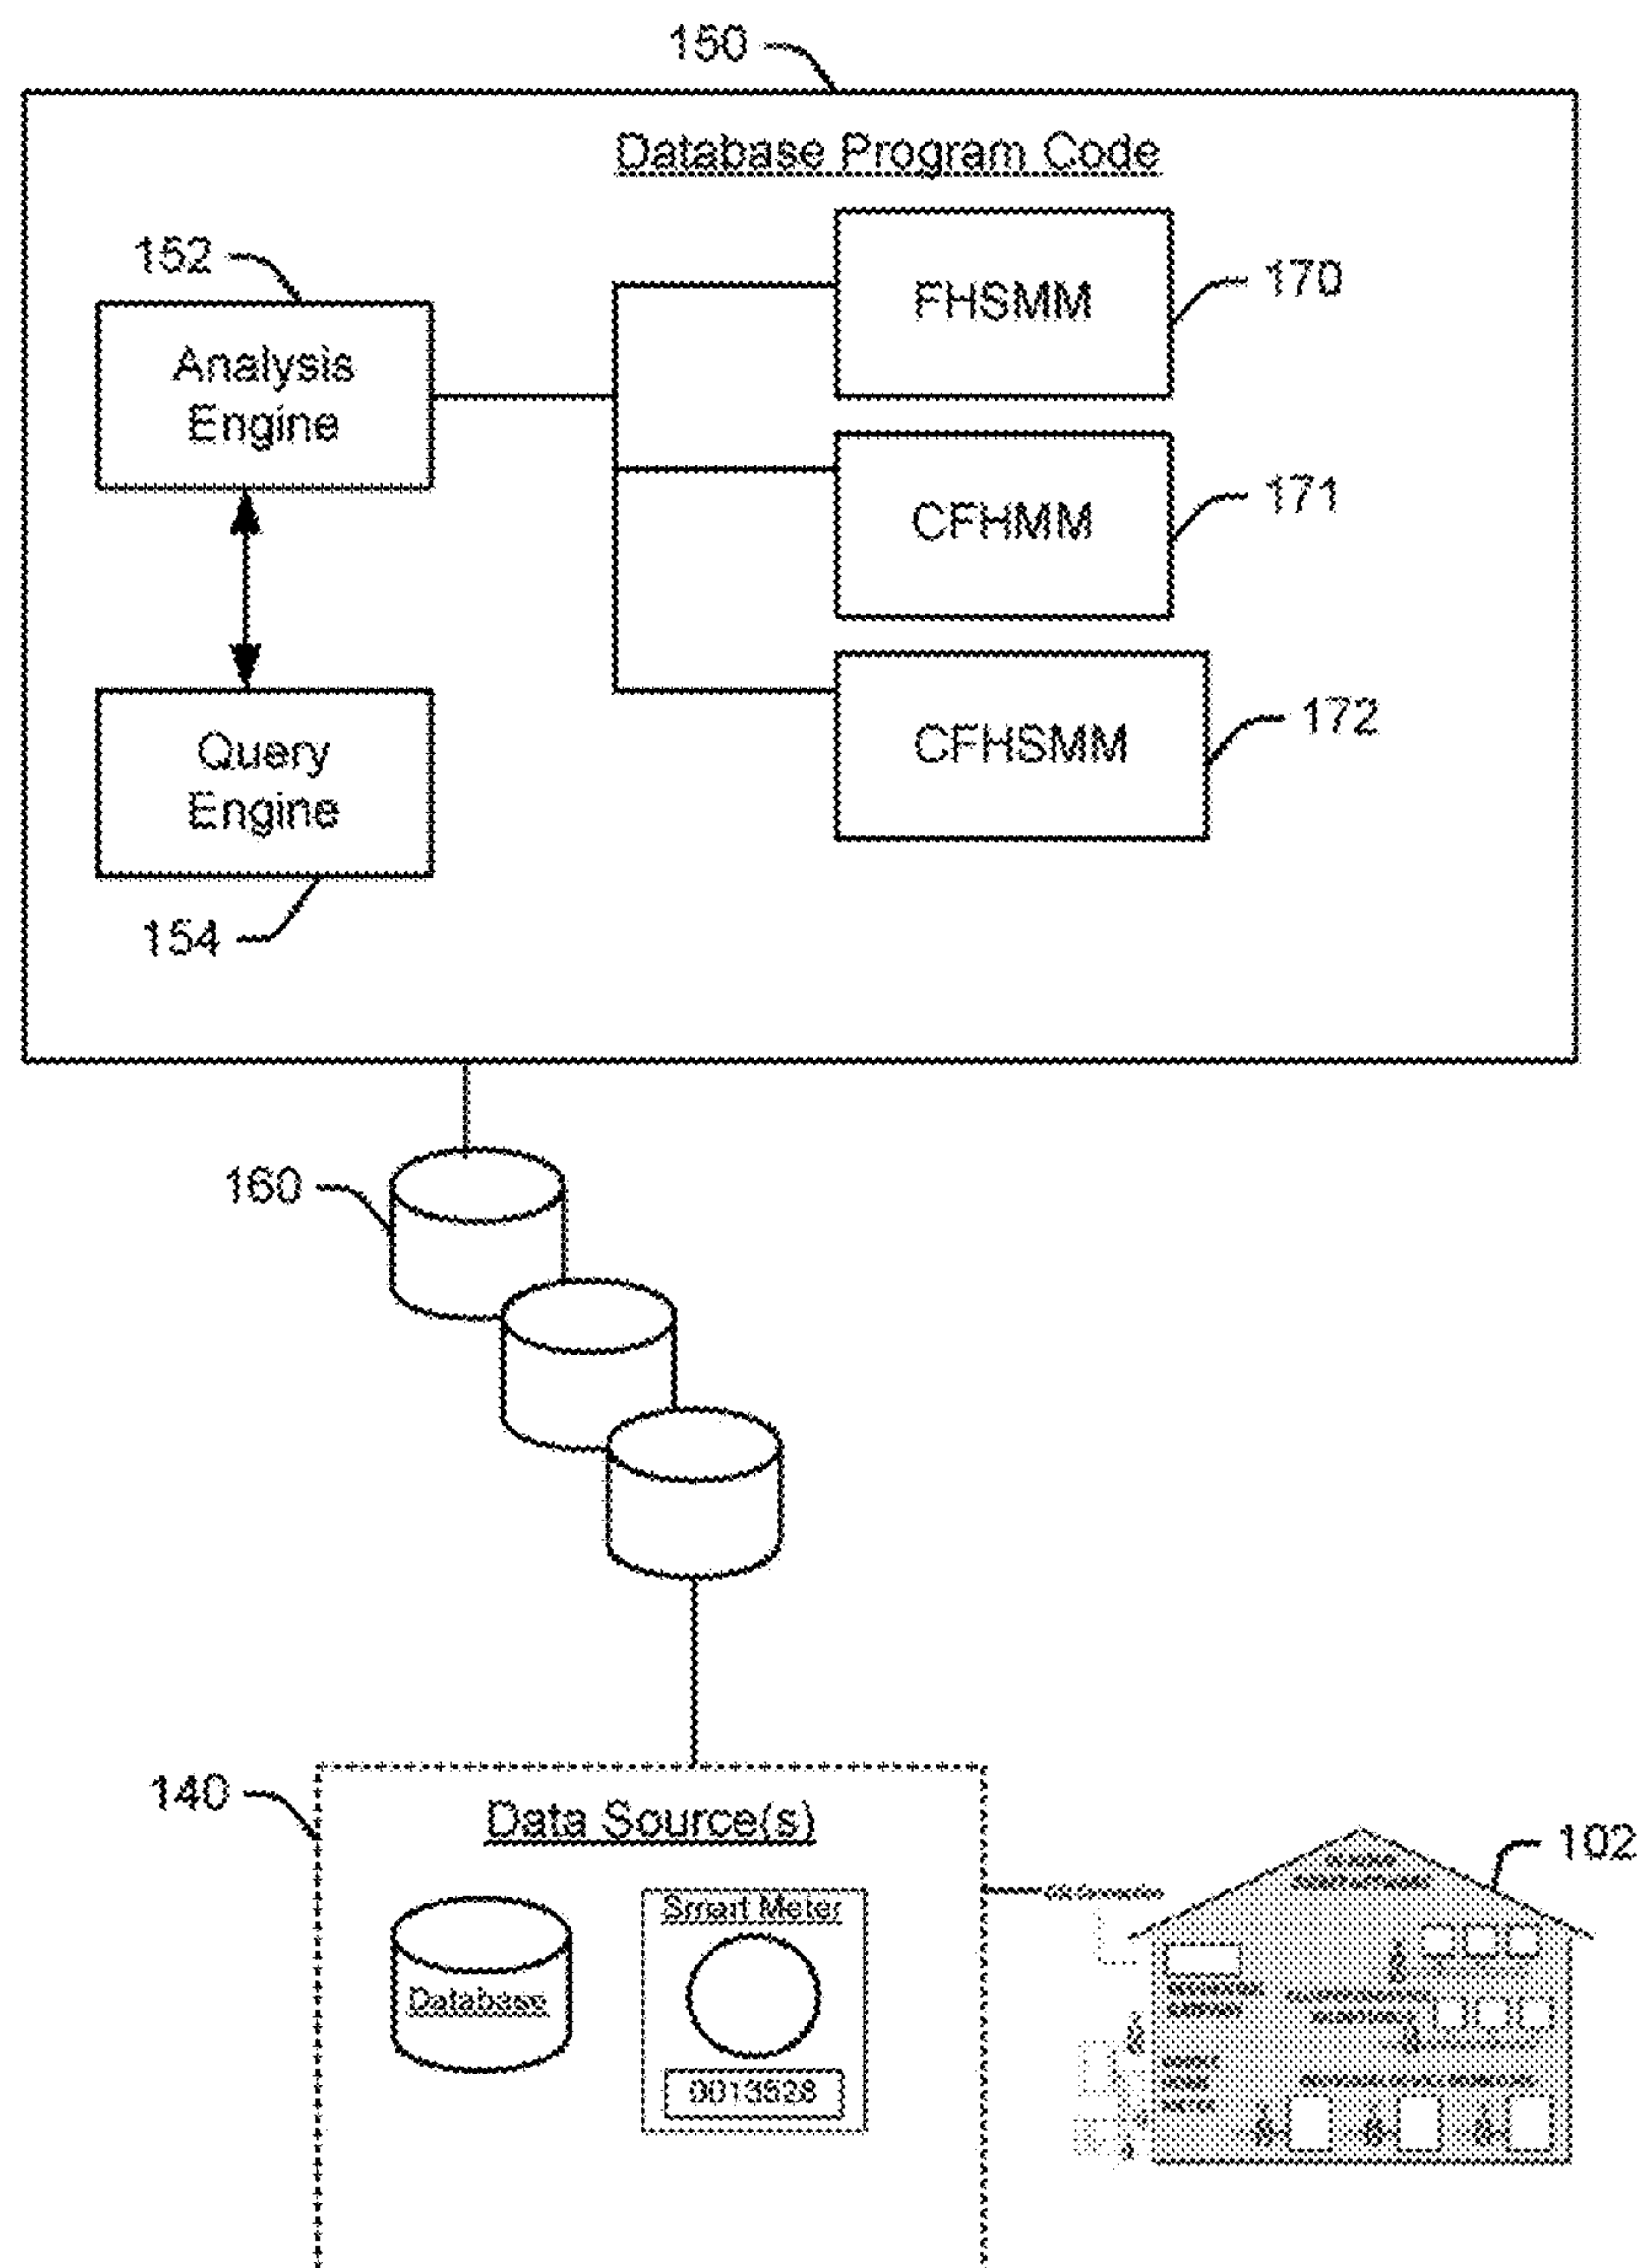 150
Database Program Code
152
FHSMM
170
Analysis
Engine
CFHMM
171
CFHSMM
172
Query
Engine
154
160
140
Data Source(s)
102
Smart Meter
Database
0013528